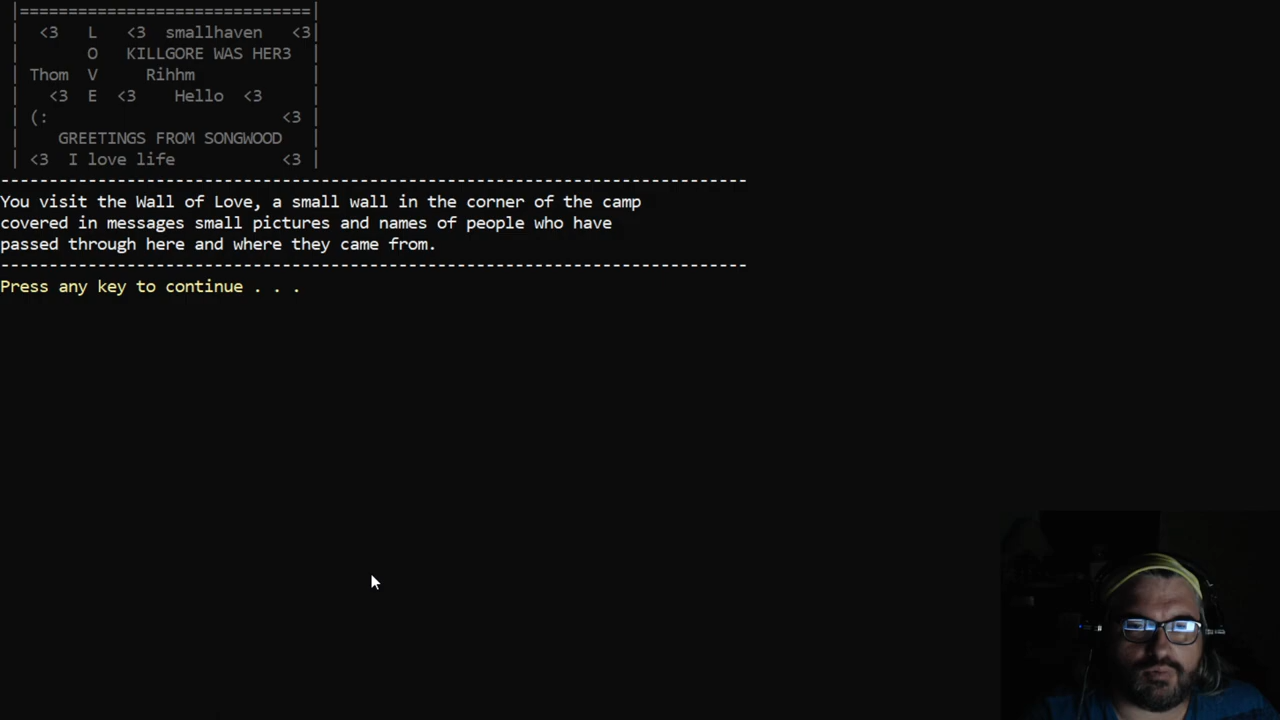 |==============================|
| <3 L <3 smallhaven <3|
| O KILLGORE WAS HER3 |
| Thom V Rihhm |
| <3 E <3 Hello <3 |
| (: <3 |
| GREETINGS FROM SONGWOOD |
| <3 I love life <3 |
-----------------------------------------------------------------------------
You visit the Wall of Love, a small wall in the corner of the camp
covered in messages small pictures and names of people who have
passed through here and where they came from.
-----------------------------------------------------------------------------
Press any key to continue . . .